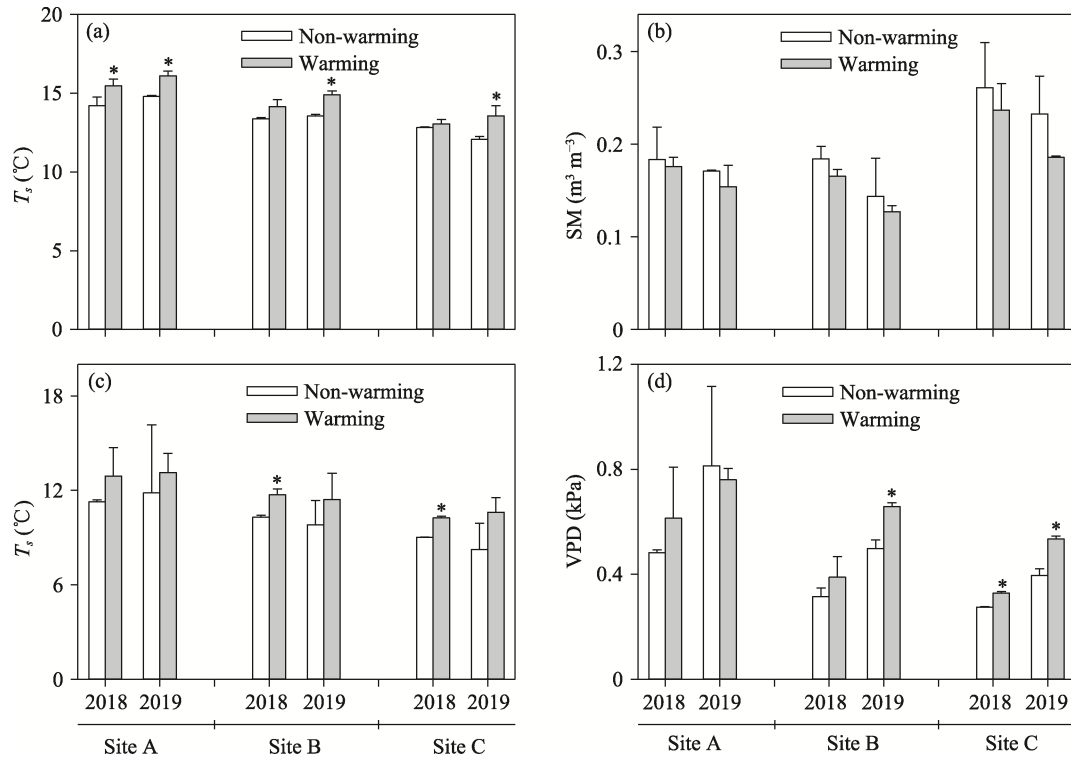 (a)
Non-warming
Warming
* * * *
20
15
10
5
0
Ts (℃)
(b)
Non-warming
Warming
0.3
0.2
0.1
0
SM (m³ m⁻³)
(c)
Non-warming
Warming
* *
18
12
6
0
Ts (℃)
2018 2019 2018 2019 2018 2019
Site A Site B Site C
(d)
Non-warming
Warming
* * *
1.2
0.8
0.4
0
VPD (kPa)
2018 2019 2018 2019 2018 2019
Site A Site B Site C